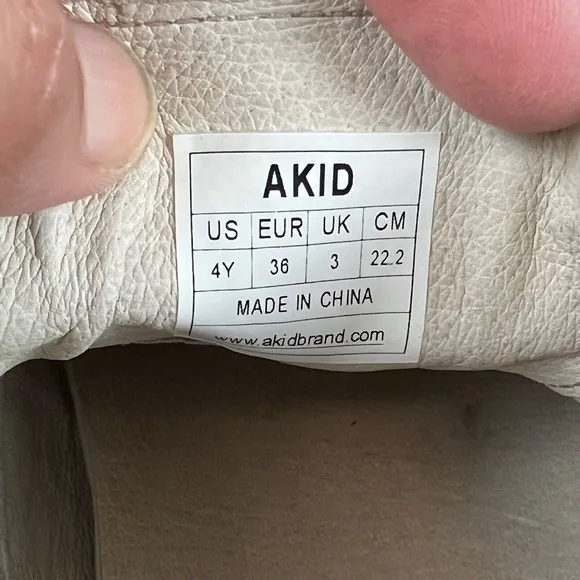 AKID
US EUR UK CM
4Y 36 3 22.2
MADE IN CHINA
www.akidbrand.com